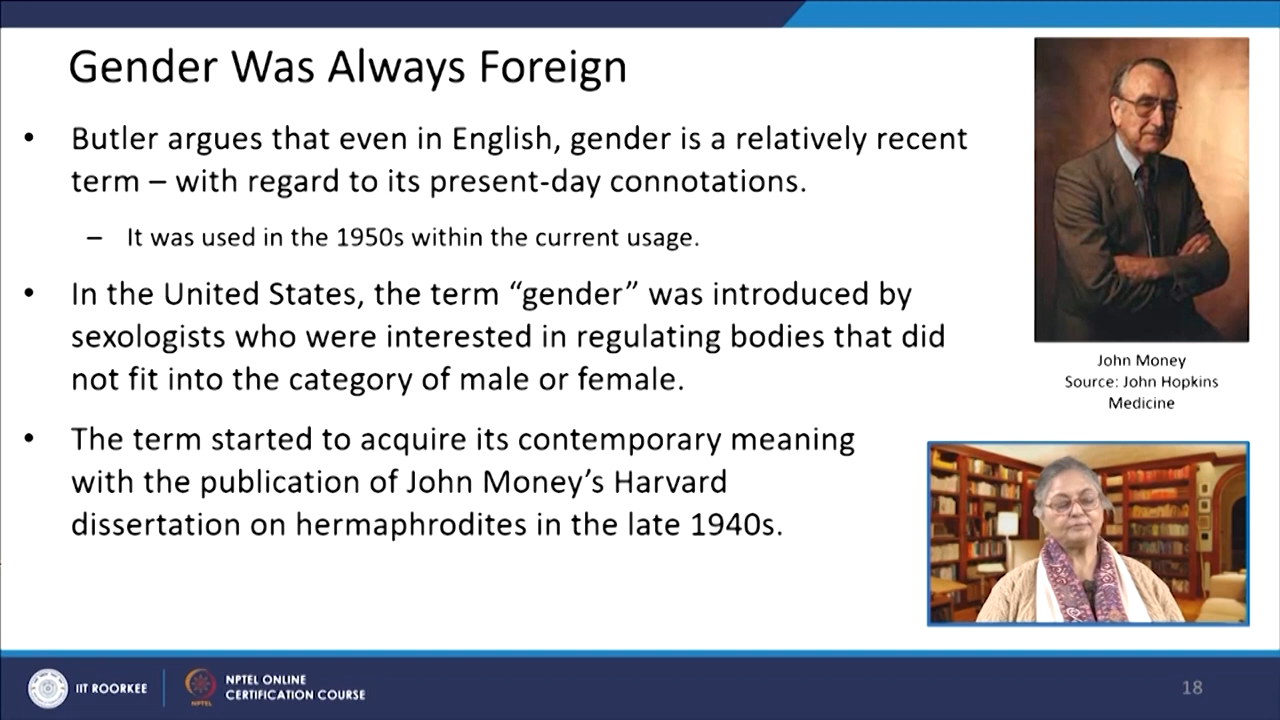 Gender Was Always Foreign
• Butler argues that even in English, gender is a relatively recent
term – with regard to its present-day connotations.
– It was used in the 1950s within the current usage.
• In the United States, the term “gender” was introduced by
sexologists who were interested in regulating bodies that did
not fit into the category of male or female.
• The term started to acquire its contemporary meaning
with the publication of John Money’s Harvard
dissertation on hermaphrodites in the late 1940s.
John Money
Source: John Hopkins
Medicine
IIT ROORKEE
NPTEL
NPTEL ONLINE
CERTIFICATION COURSE
18